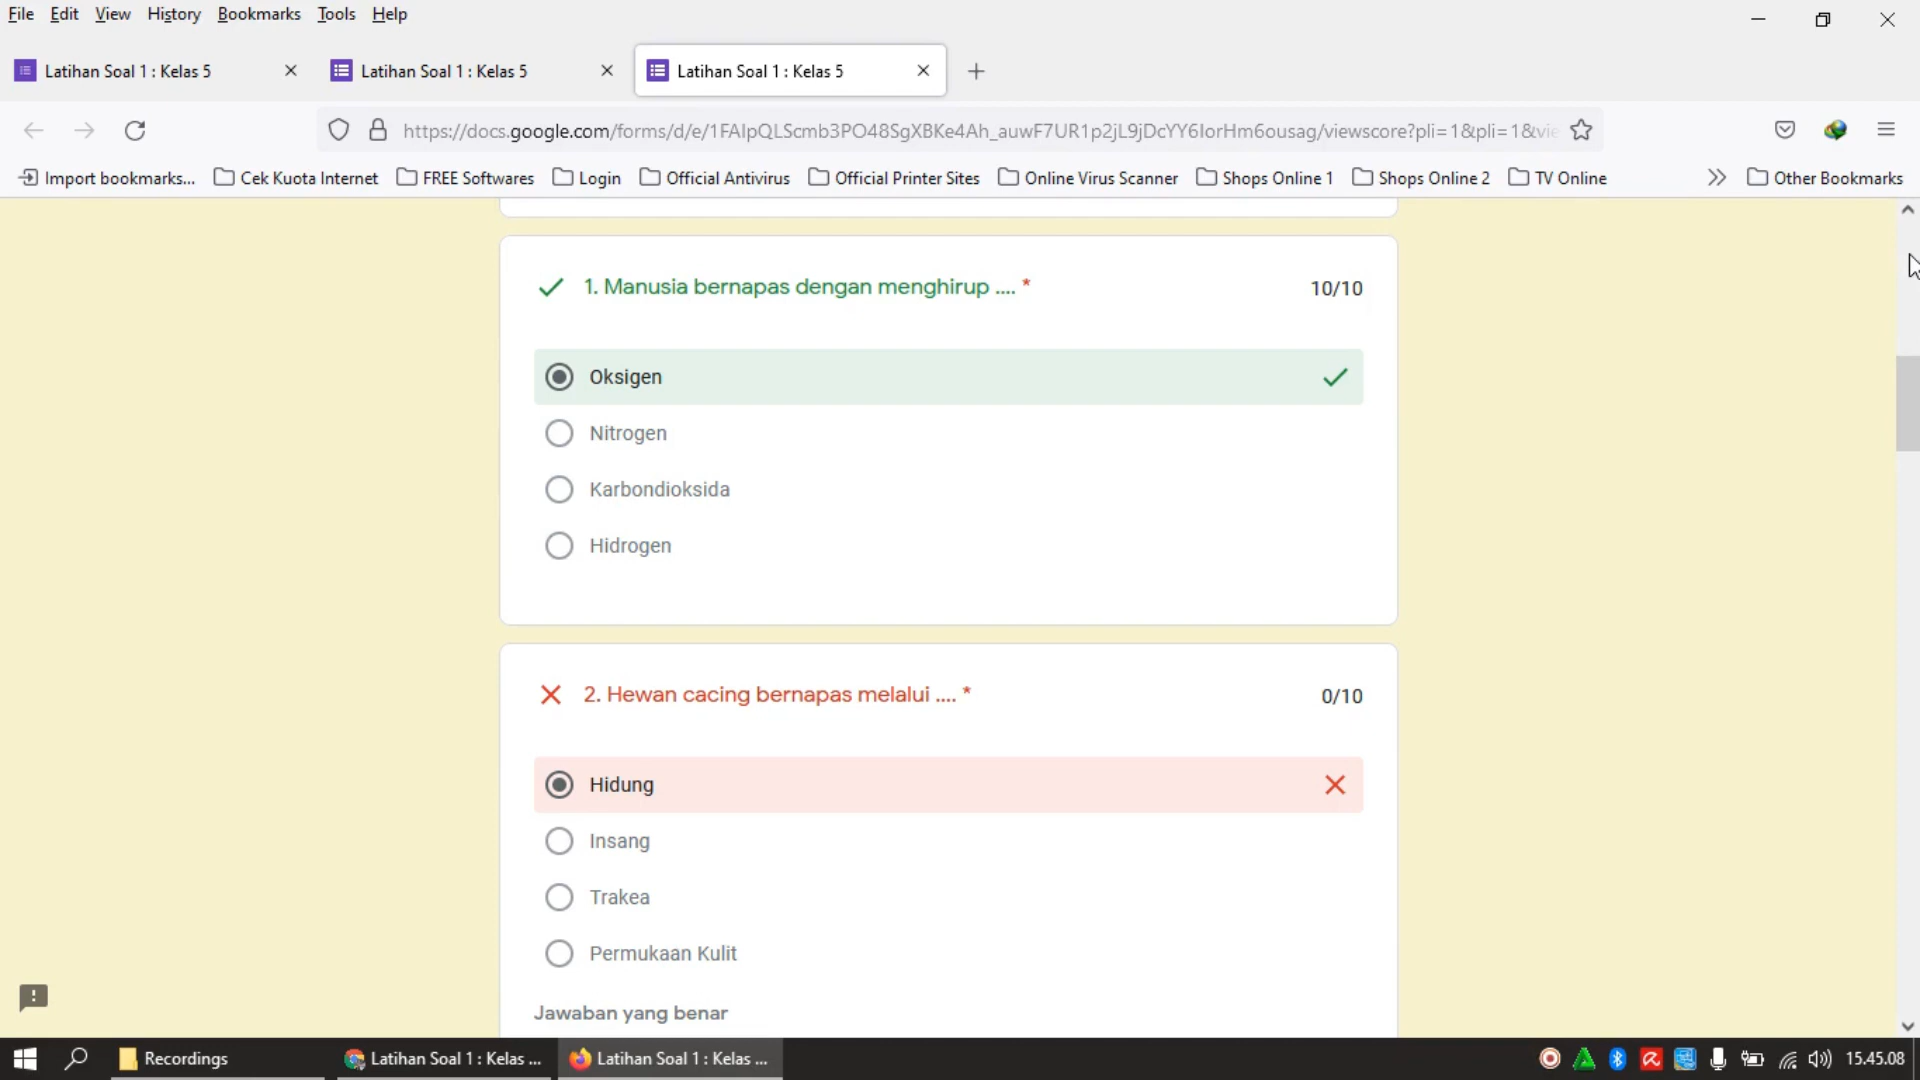 File Edit View History Bookmarks Tools Help
Latihan Soal 1 : Kelas 5
Latihan Soal 1 : Kelas 5
Latihan Soal 1 : Kelas 5
https://docs.google.com/forms/d/e/1FAIpQLScmb3PO48SgXBKe4Ah_auwF7UR1p2jL9jDcYY6IorHm6ousag/viewscore?pli=1&pli=1&vie
Import bookmarks... Cek Kuota Internet FREE Softwares Login Official Antivirus Official Printer Sites Online Virus Scanner Shops Online 1 Shops Online 2 TV Online Other Bookmarks
1. Manusia bernapas dengan menghirup .... * 10/10
Oksigen
Nitrogen
Karbondioksida
Hidrogen
2. Hewan cacing bernapas melalui .... * 0/10
Hidung
Insang
Trakea
Permukaan Kulit
Jawaban yang benar
Recordings Latihan Soal 1 : Kelas ... Latihan Soal 1 : Kelas ... 15.45.08